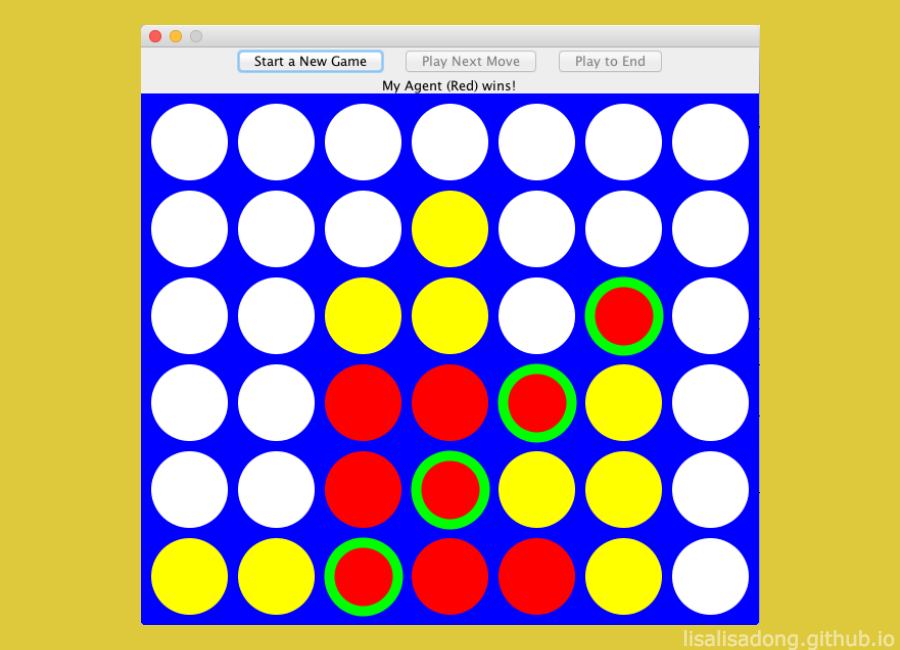 Start a New Game
Play Next Move
Play to End
My Agent (Red) wins!
lisalisadong.github.io